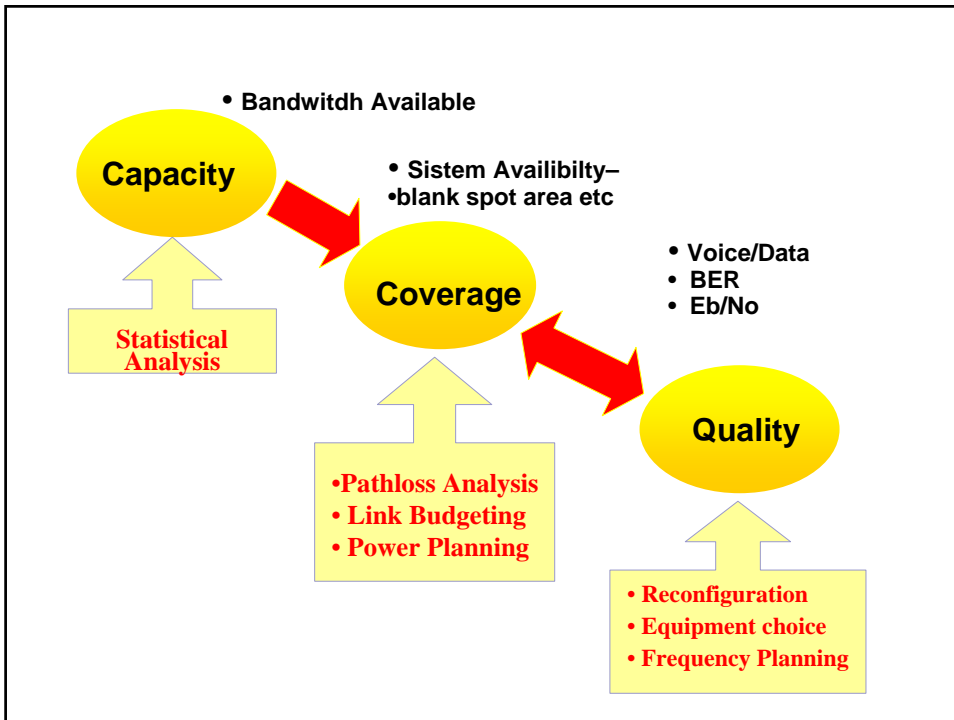 • Bandwitdh Available
Capacity
• Sistem Availibilty–
•blank spot area etc
Statistical
Analysis
Coverage
• Voice/Data
• BER
• Eb/No
•Pathloss Analysis
• Link Budgeting
• Power Planning
Quality
• Reconfiguration
• Equipment choice
• Frequency Planning